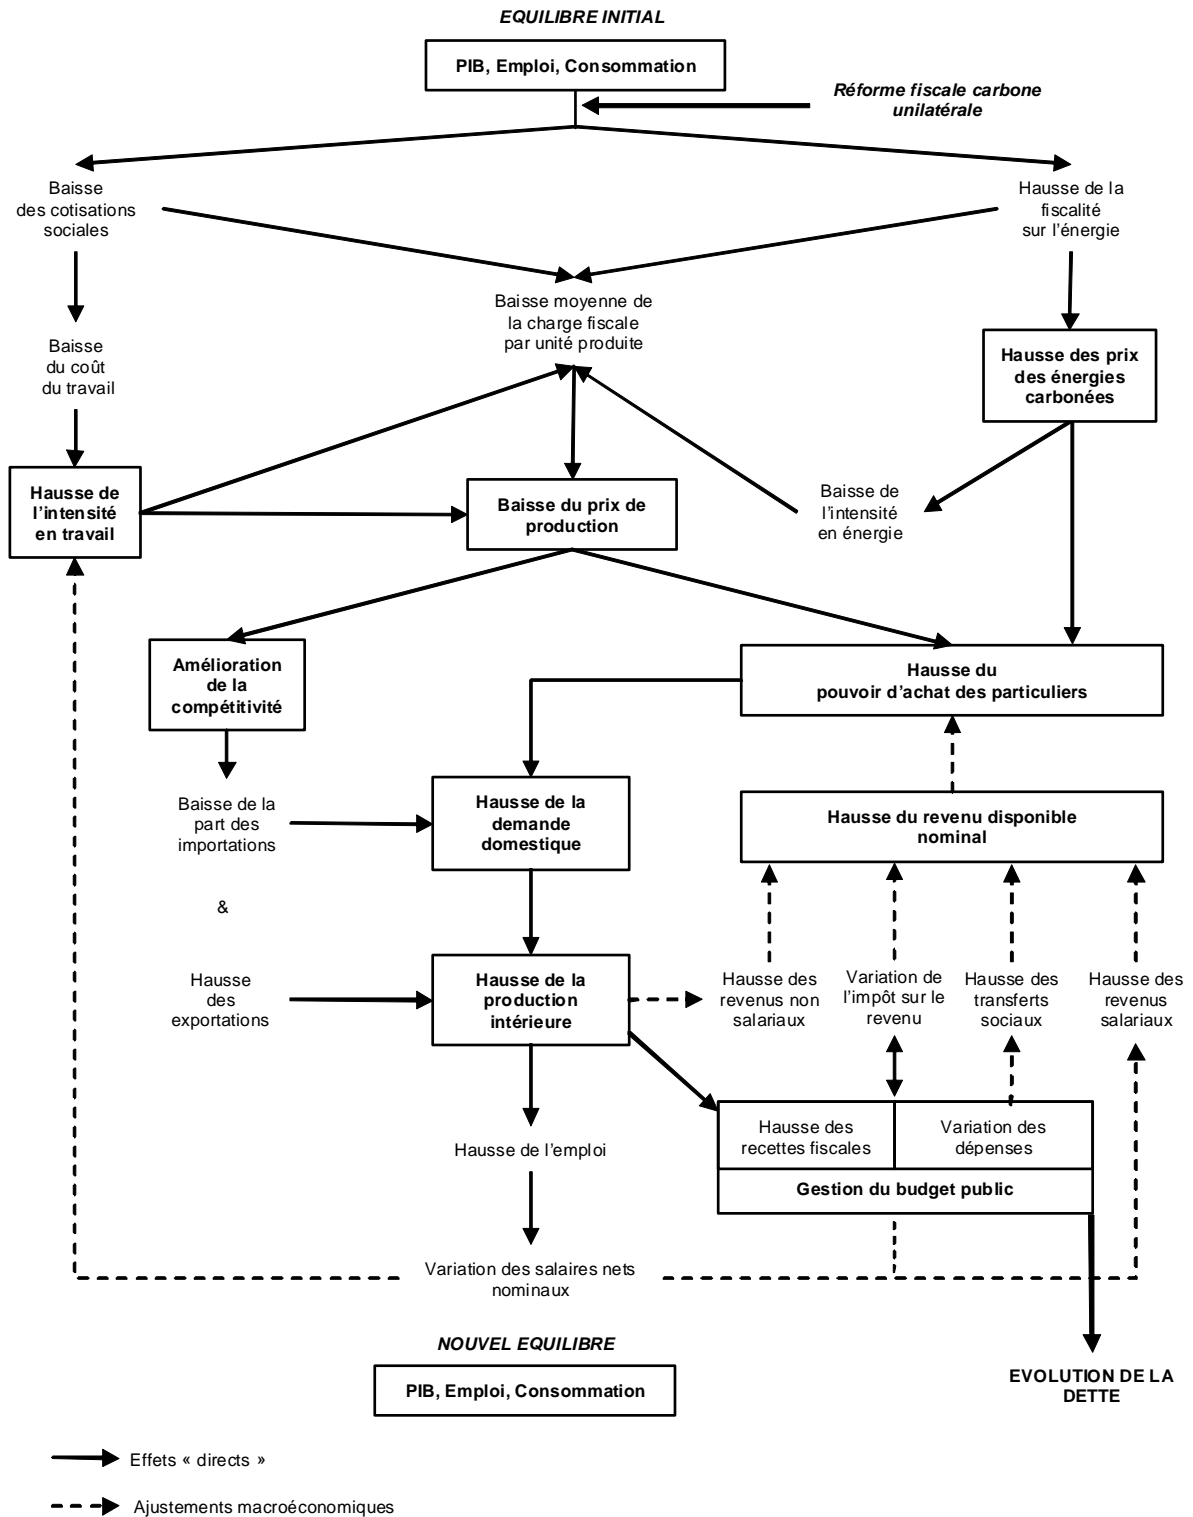 EQUILIBRE INITIAL
PIB, Emploi, Consommation
Réforme fiscale carbone
unilatérale
Baisse
des cotisations
sociales
Hausse de la
fiscalité
sur l'énergie
Baisse moyenne de
la charge fiscale
par unité produite
Baisse
du coût
du travail
Hausse des prix
des énergies
carbonées
Hausse de
l'intensité
en travail
Baisse du prix de
production
Baisse de
l'intensité
en énergie
Amélioration
de la
compétitivité
Hausse du
pouvoir d'achat des particuliers
Baisse de la
part des
importations
Hausse de la
demande
domestique
Hausse du revenu disponible
nominal
&
Hausse
des
exportations
Hausse de la
production
intérieure
Hausse des
revenus non
salariaux
Variation de
l'impôt sur le
revenu
Hausse des
transferts
sociaux
Hausse des
revenus
salariaux
Hausse de l'emploi
Hausse des
recettes fiscales
Variation des
dépenses
Gestion du budget public
Variation des salaires nets
nominaux
NOUVEL EQUILIBRE
PIB, Emploi, Consommation
EVOLUTION DE LA
DETTE
Effets « directs »
Ajustements macroéconomiques